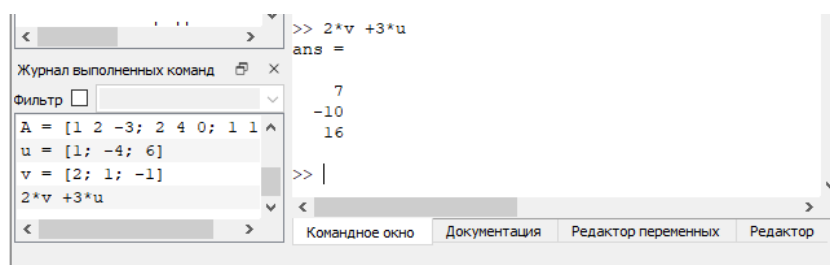 Журнал выполненных команд
Фильтр
A = [1 2 -3; 2 4 0; 1 1
u = [1; -4; 6]
v = [2; 1; -1]
2*v +3*u
>> 2*v +3*u
ans =
7
-10
16
>>
Командное окно Документация Редактор переменных Редактор